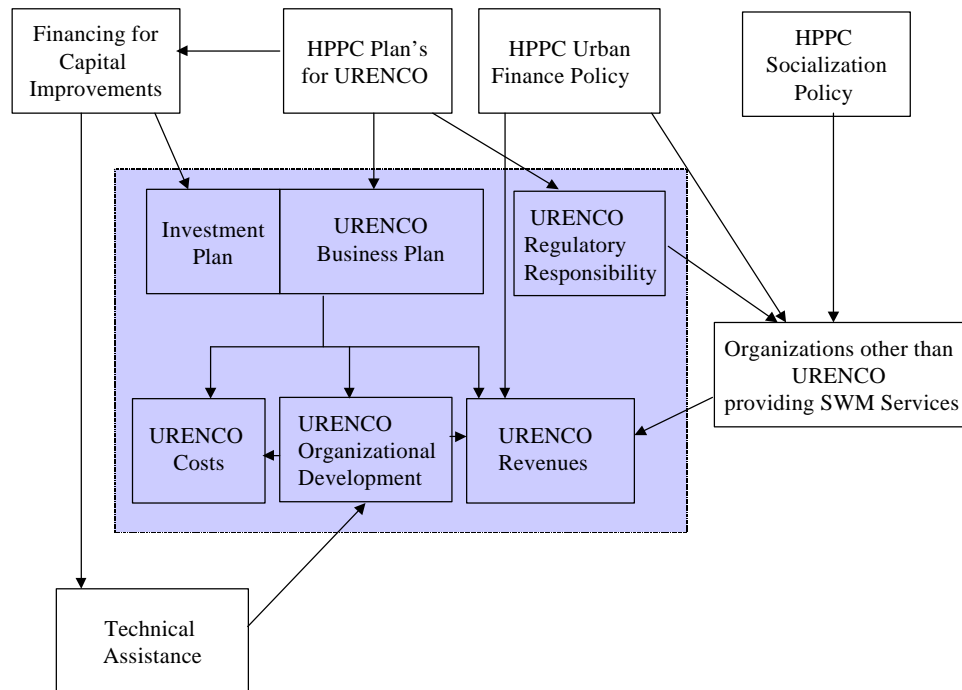 Financing for
Capital
Improvements
HPPC Plan's
for URENCO
HPPC Urban
Finance Policy
HPPC
Socialization
Policy
Investment
Plan
URENCO
Business Plan
URENCO
Regulatory
Responsibility
Organizations other than
URENCO
providing SWM Services
URENCO
Costs
URENCO
Organizational
Development
URENCO
Revenues
Technical
Assistance